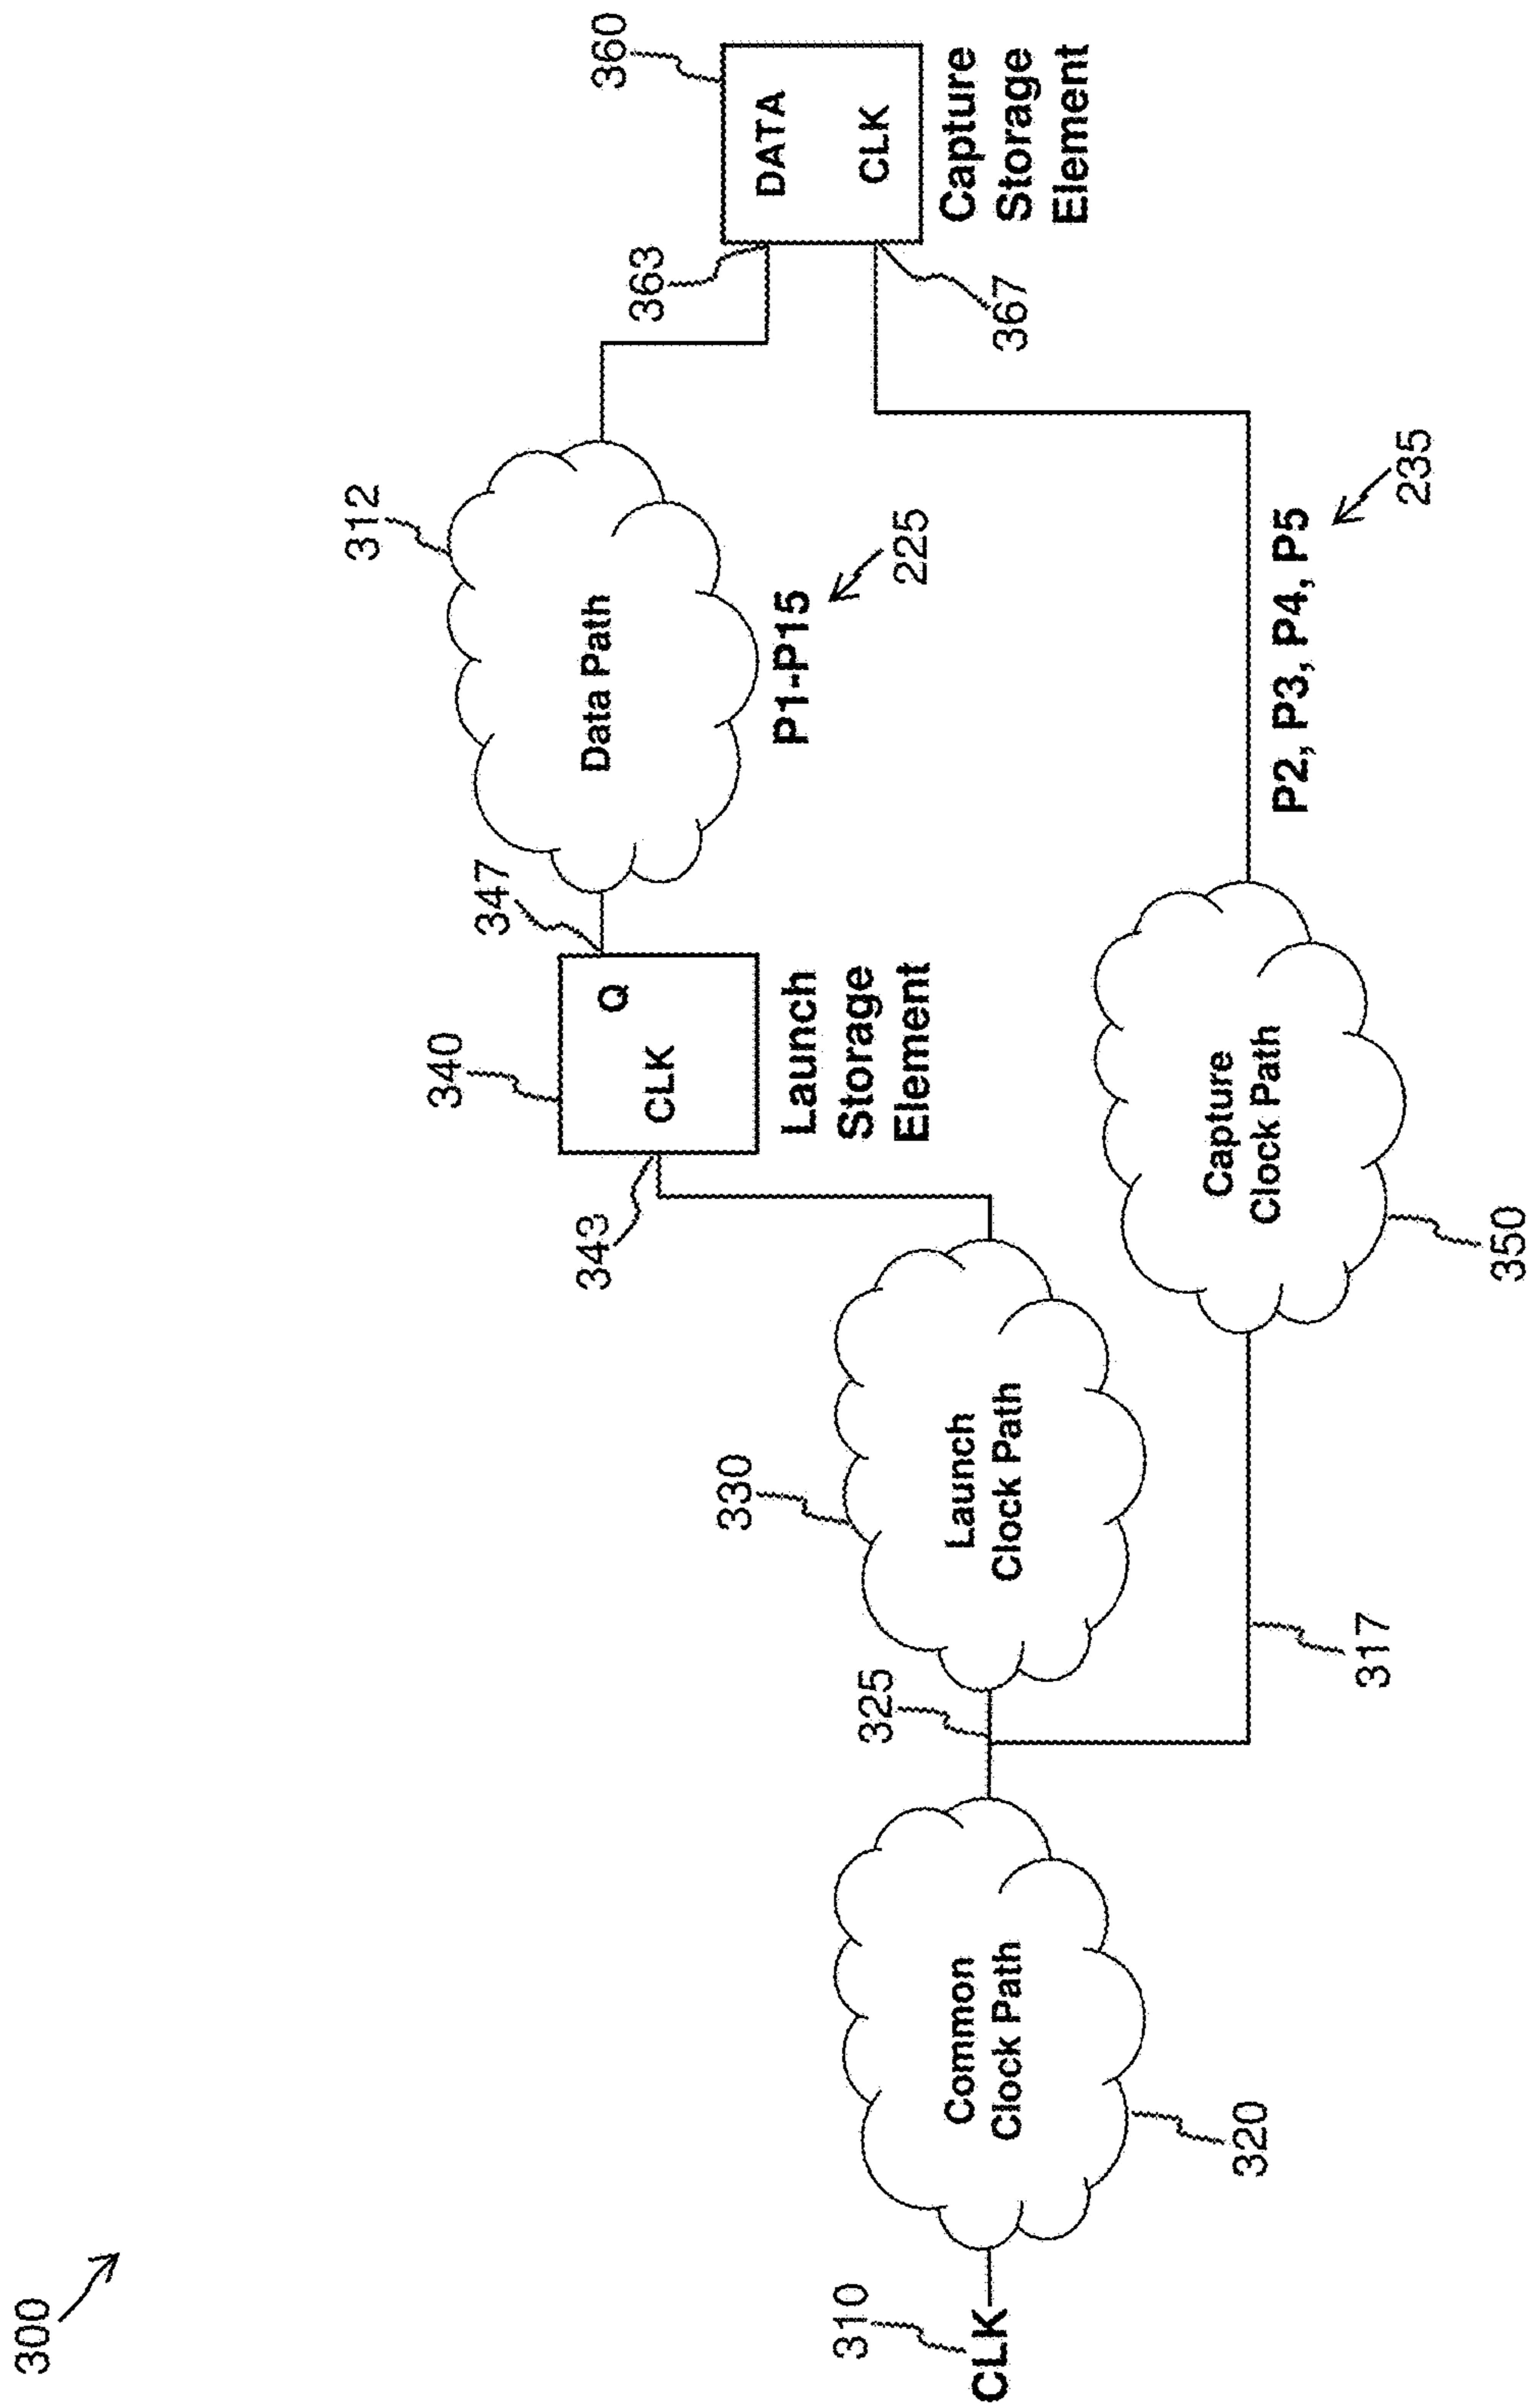 300
310
CLK
Common
Clock Path
320
325
317
330
Launch
Clock Path
343
340
CLK
Q
Launch
Storage
Element
347
350
Capture
Clock Path
312
Data Path
P1-P15
225
P2, P3, P4, P5
235
363
367
360
DATA
CLK
Capture
Storage
Element